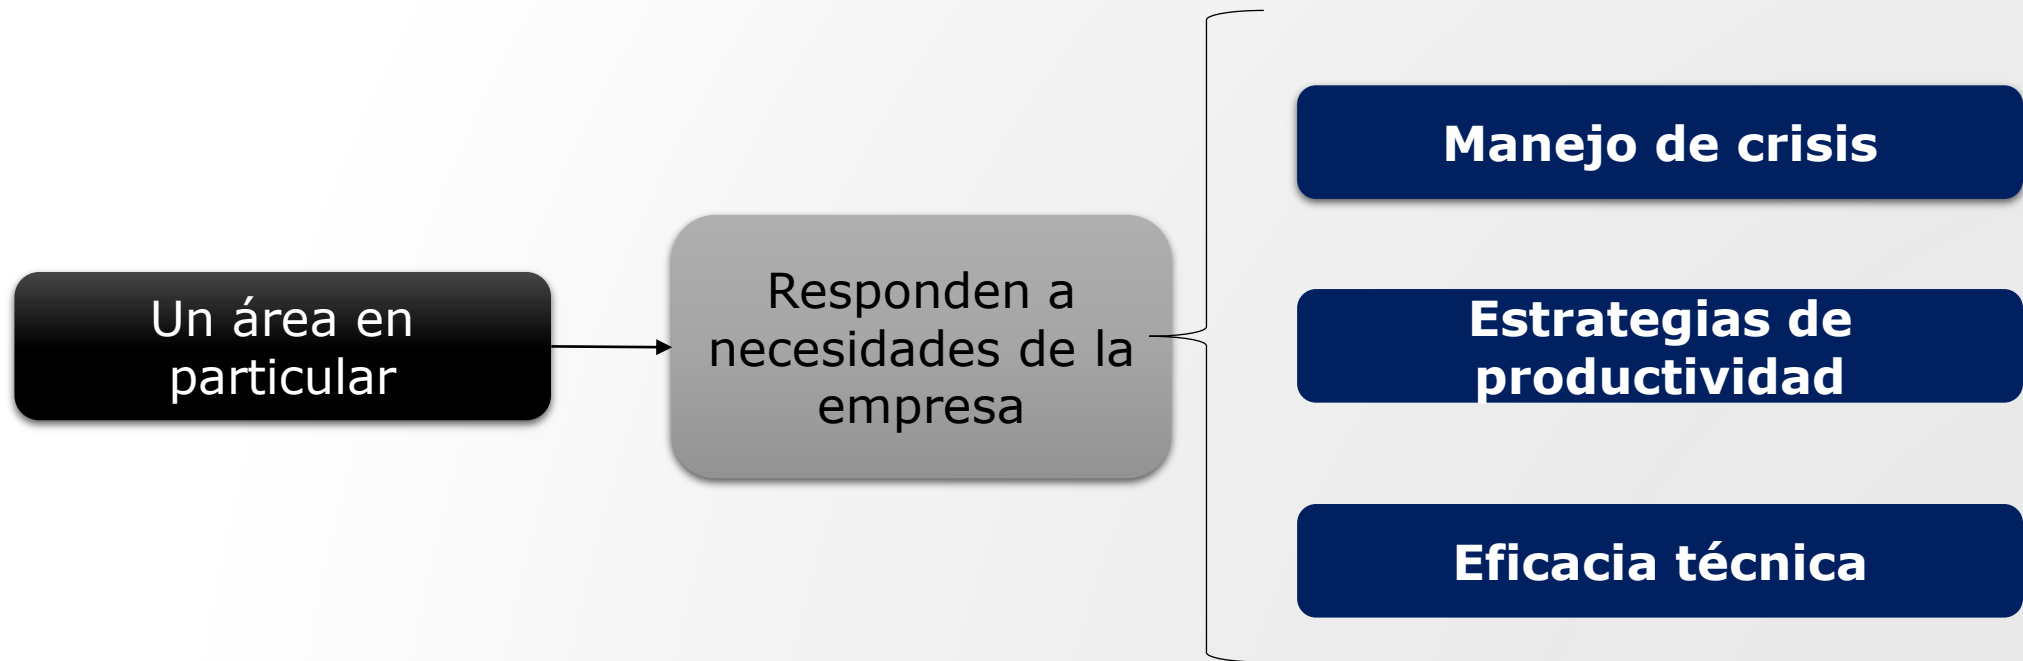 Un área en
particular
Responden a
necesidades de la
empresa
Manejo de crisis
Estrategias de
productividad
Eficacia técnica